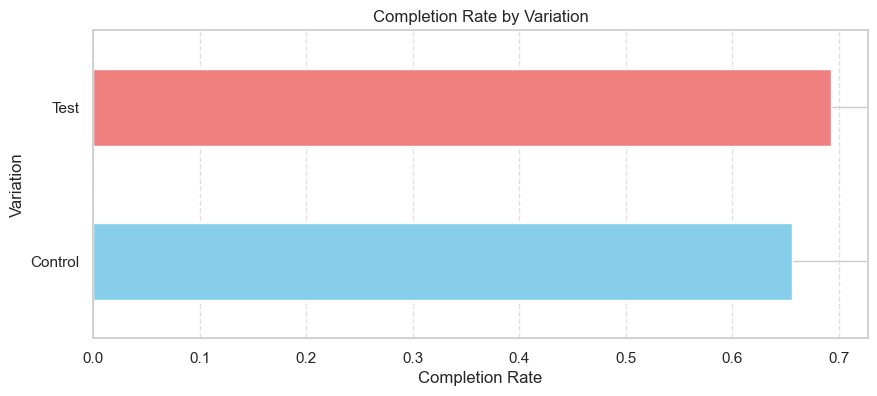 Completion Rate by Variation
Test
Control
Variation
0.0 0.1 0.2 0.3 0.4 0.5 0.6 0.7
Completion Rate